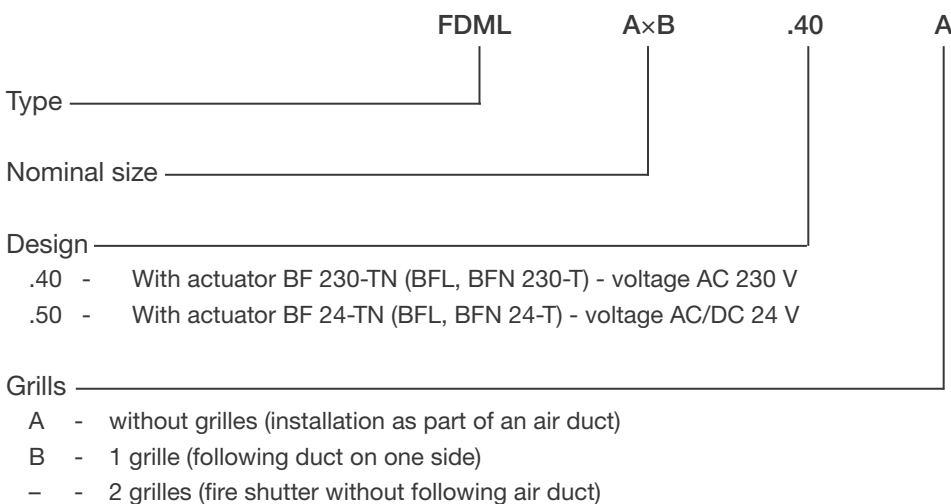 FDML A×B .40 A
Type
Nominal size
Design
.40 - With actuator BF 230-TN (BFL, BFN 230-T) - voltage AC 230 V
.50 - With actuator BF 24-TN (BFL, BFN 24-T) - voltage AC/DC 24 V
Grills
A - without grilles (installation as part of an air duct)
B - 1 grille (following duct on one side)
– - 2 grilles (fire shutter without following air duct)